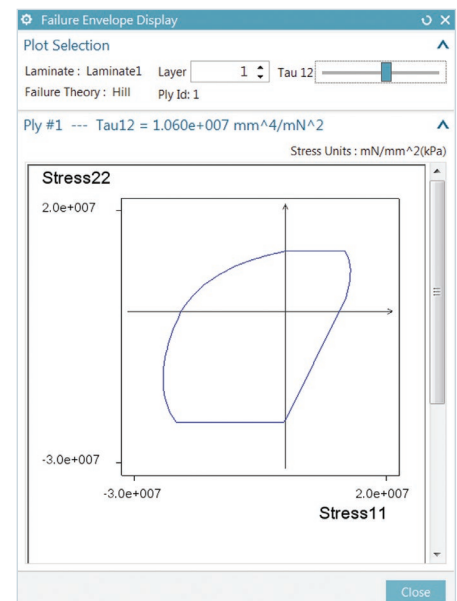 Failure Envelope Display
Plot Selection
Laminate : Laminate1 Layer 1 Tau 12
Failure Theory : Hill Ply Id: 1
Ply #1 --- Tau12 = 1.060e+007 mm^4/mN^2
Stress Units : mN/mm^2(kPa)
Stress22
2.0e+007
-3.0e+007
-3.0e+007 2.0e+007
Stress11
Close